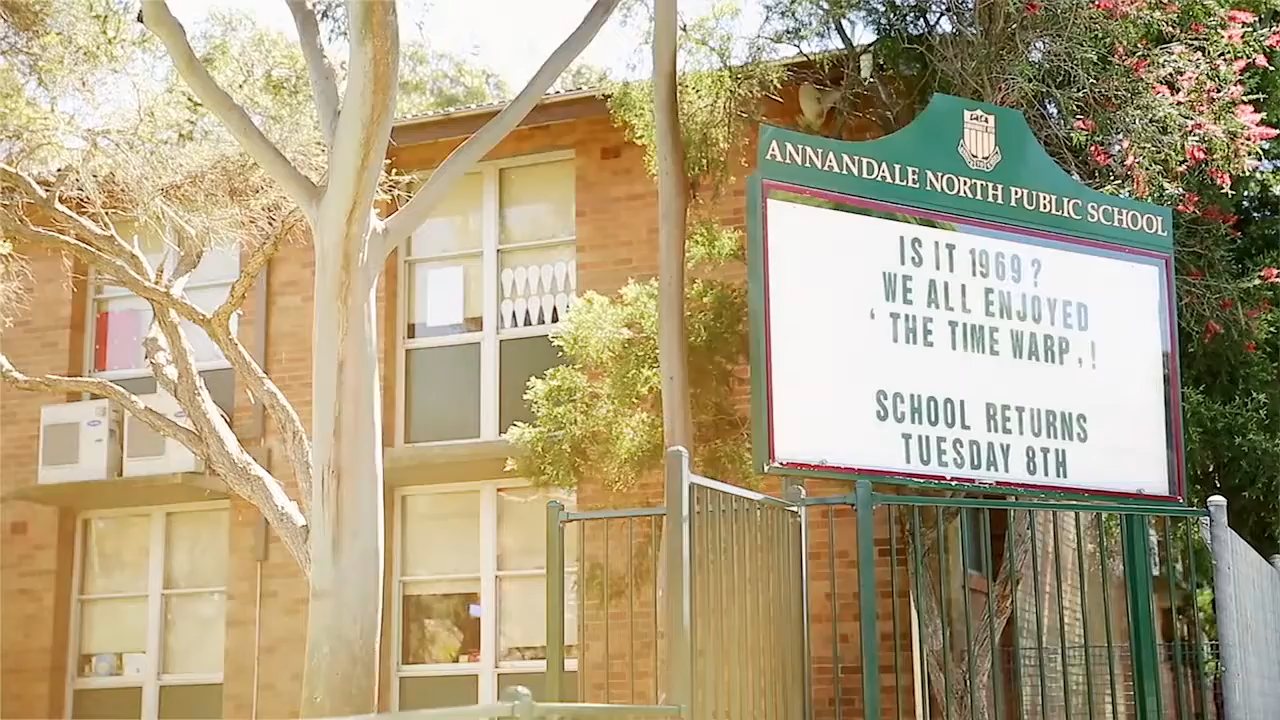 ANNANDALE NORTH PUBLIC SCHOOL
IS IT 1969?
WE ALL ENJOYED
' THE TIME WARP,!
SCHOOL RETURNS
TUESDAY 8TH